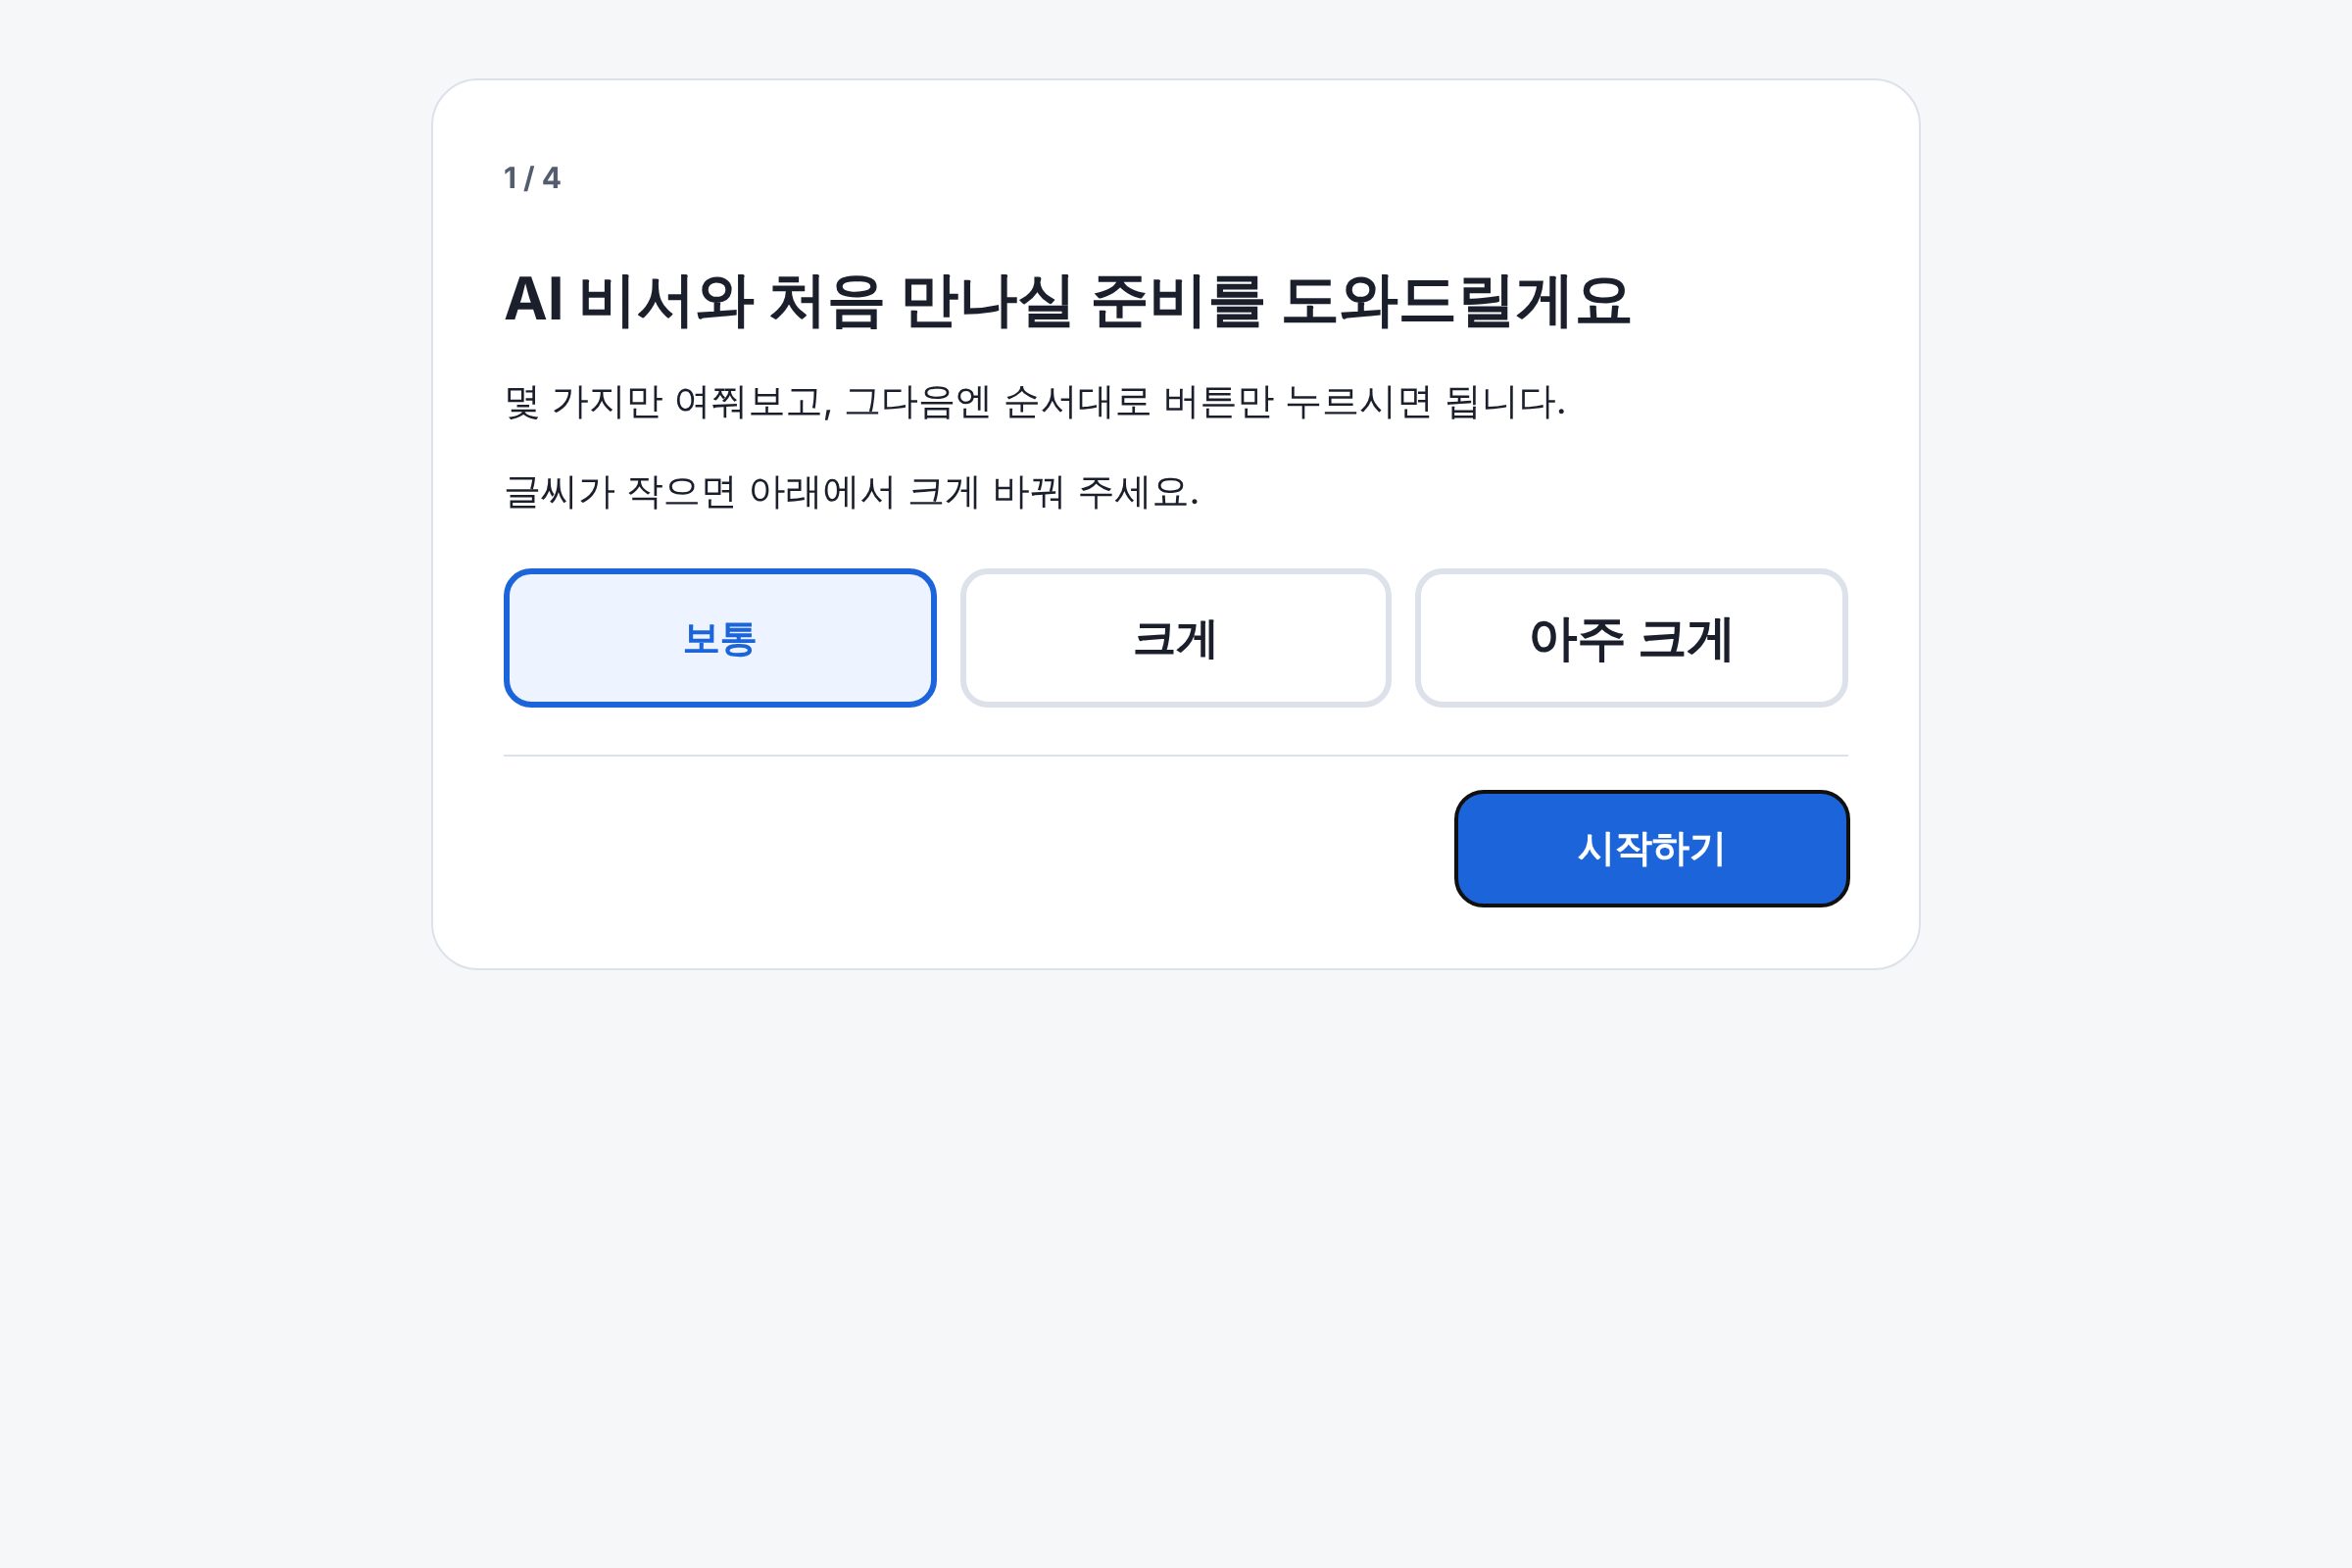 1 / 4
AI 비서와 처음 만나실 준비를 도와드릴게요
몇 가지만 여쭤보고, 그다음엔 순서대로 버튼만 누르시면 됩니다.
글씨가 작으면 아래에서 크게 바꿔 주세요.
보통
크게
아주 크게
시작하기